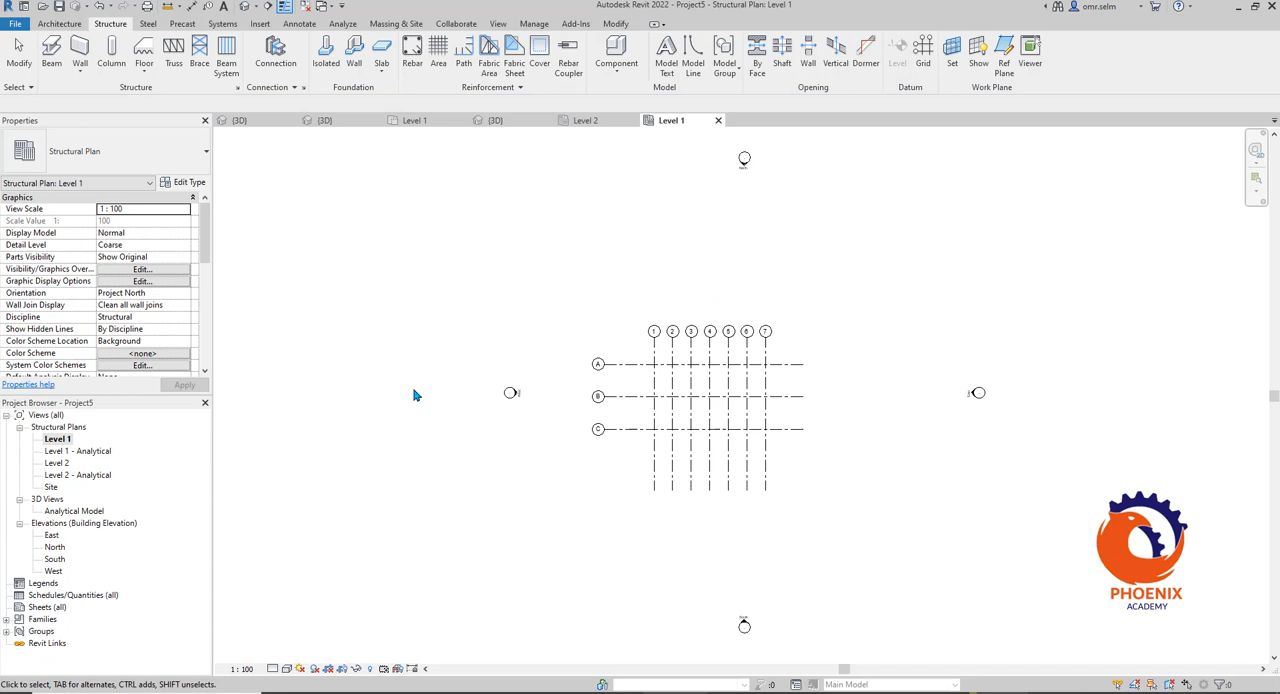 Autodesk Revit 2022 - Project5 - Structural Plan: Level 1
omr.selm
File Architecture Structure Steel Precast Systems Insert Annotate Analyze Massing & Site Collaborate View Manage Add-Ins Modify
Modify Beam Wall Column Floor Truss Brace Beam System Connection Isolated Wall Slab Rebar Area Path Fabric Area Fabric Sheet Cover Rebar Coupler Component Model Text Model Line Model Group By Face Shaft Wall Vertical Dormer Level Grid Set Show Ref Plane Viewer
Select Structure Connection Foundation Reinforcement Model Opening Datum Work Plane
Properties
{3D} {3D} Level 1 {3D} Level 2 Level 1
Structural Plan
Structural Plan: Level 1 Edit Type
Graphics
View Scale 1 : 100
Scale Value 1: 100
Display Model Normal
Detail Level Coarse
Parts Visibility Show Original
Visibility/Graphics Over... Edit...
Graphic Display Options Edit...
Orientation Project North
Wall Join Display Clean all wall joins
Discipline Structural
Show Hidden Lines By Discipline
Color Scheme Location Background
Color Scheme <none>
System Color Schemes Edit...
Properties help Apply
Project Browser - Project5
Views (all)
Structural Plans
Level 1
Level 1 - Analytical
Level 2
Level 2 - Analytical
Site
3D Views
Analytical Model
Elevations (Building Elevation)
East
North
South
West
Legends
Schedules/Quantities (all)
Sheets (all)
Families
Groups
Revit Links
1 2 3 4 5 6 7
A
B
C
PHOENIX
ACADEMY
1 : 100
Click to select, TAB for alternates, CTRL adds, SHIFT unselects.
:0 Main Model :0